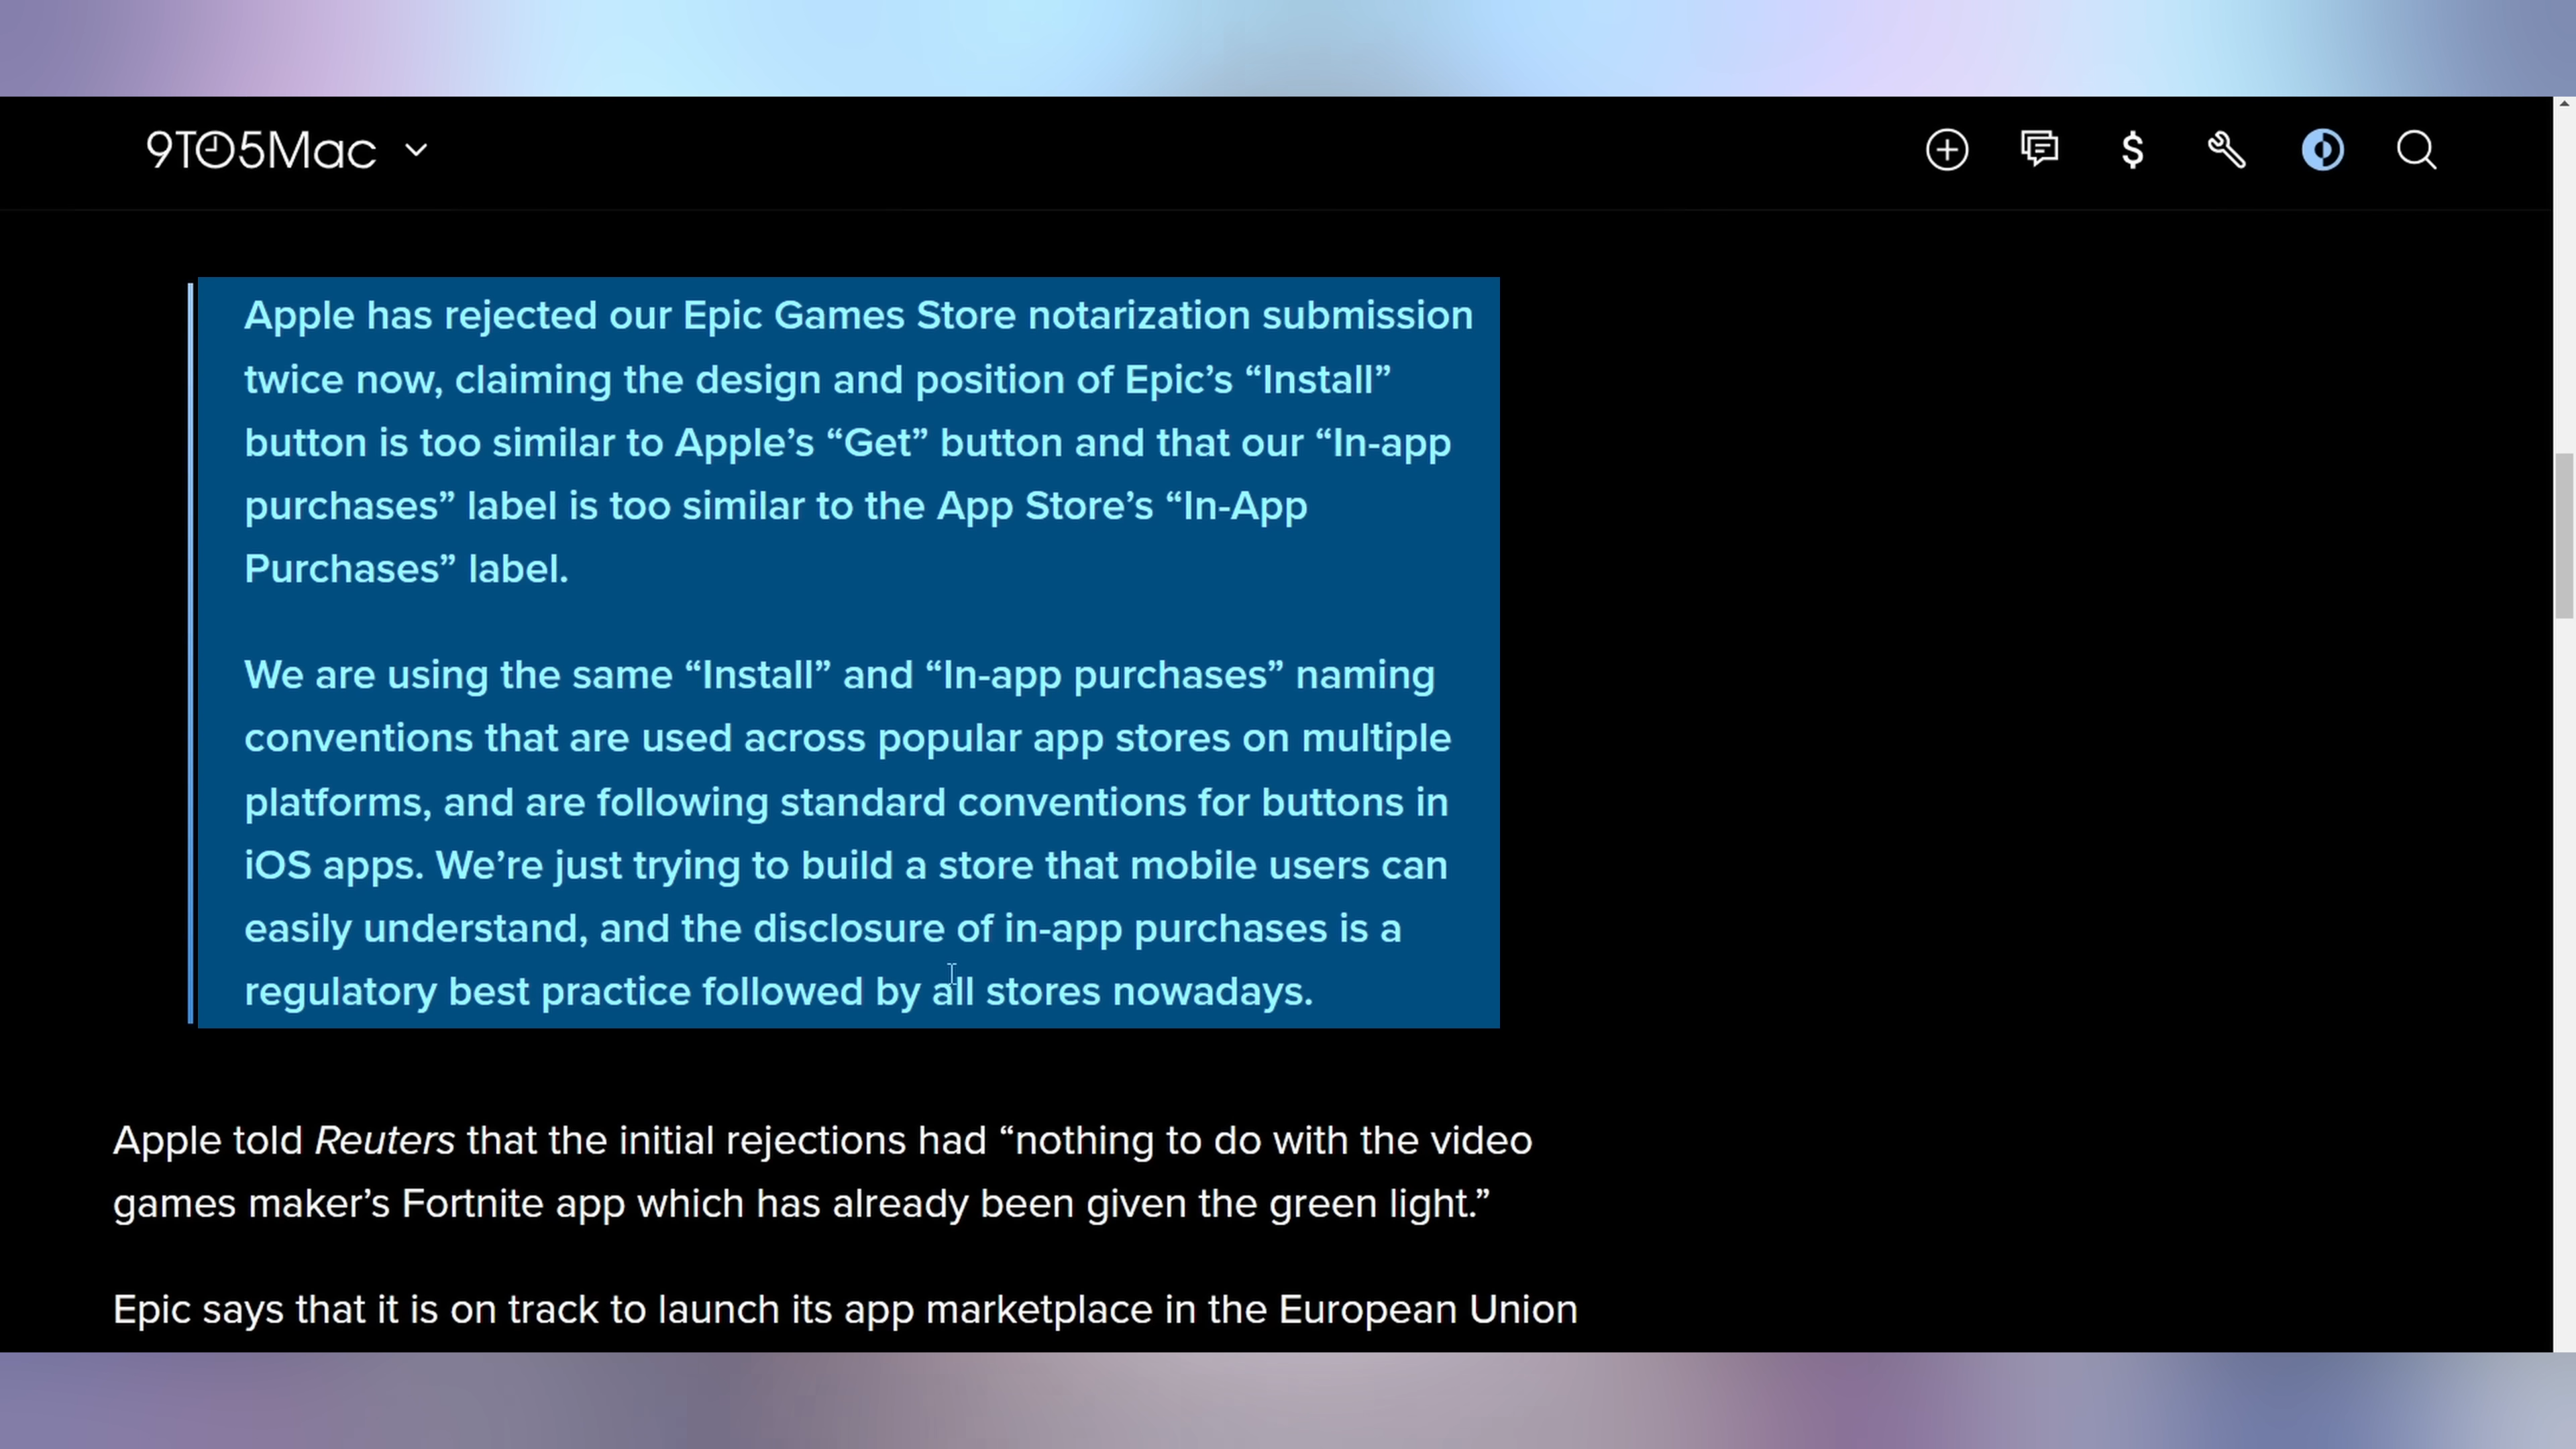 9TO5Mac
Apple has rejected our Epic Games Store notarization submission
twice now, claiming the design and position of Epic’s “Install”
button is too similar to Apple’s “Get” button and that our “In-app
purchases” label is too similar to the App Store’s “In-App
Purchases” label.
We are using the same “Install” and “In-app purchases” naming
conventions that are used across popular app stores on multiple
platforms, and are following standard conventions for buttons in
iOS apps. We’re just trying to build a store that mobile users can
easily understand, and the disclosure of in-app purchases is a
regulatory best practice followed by all stores nowadays.
Apple told Reuters that the initial rejections had “nothing to do with the video
games maker’s Fortnite app which has already been given the green light.”
Epic says that it is on track to launch its app marketplace in the European Union